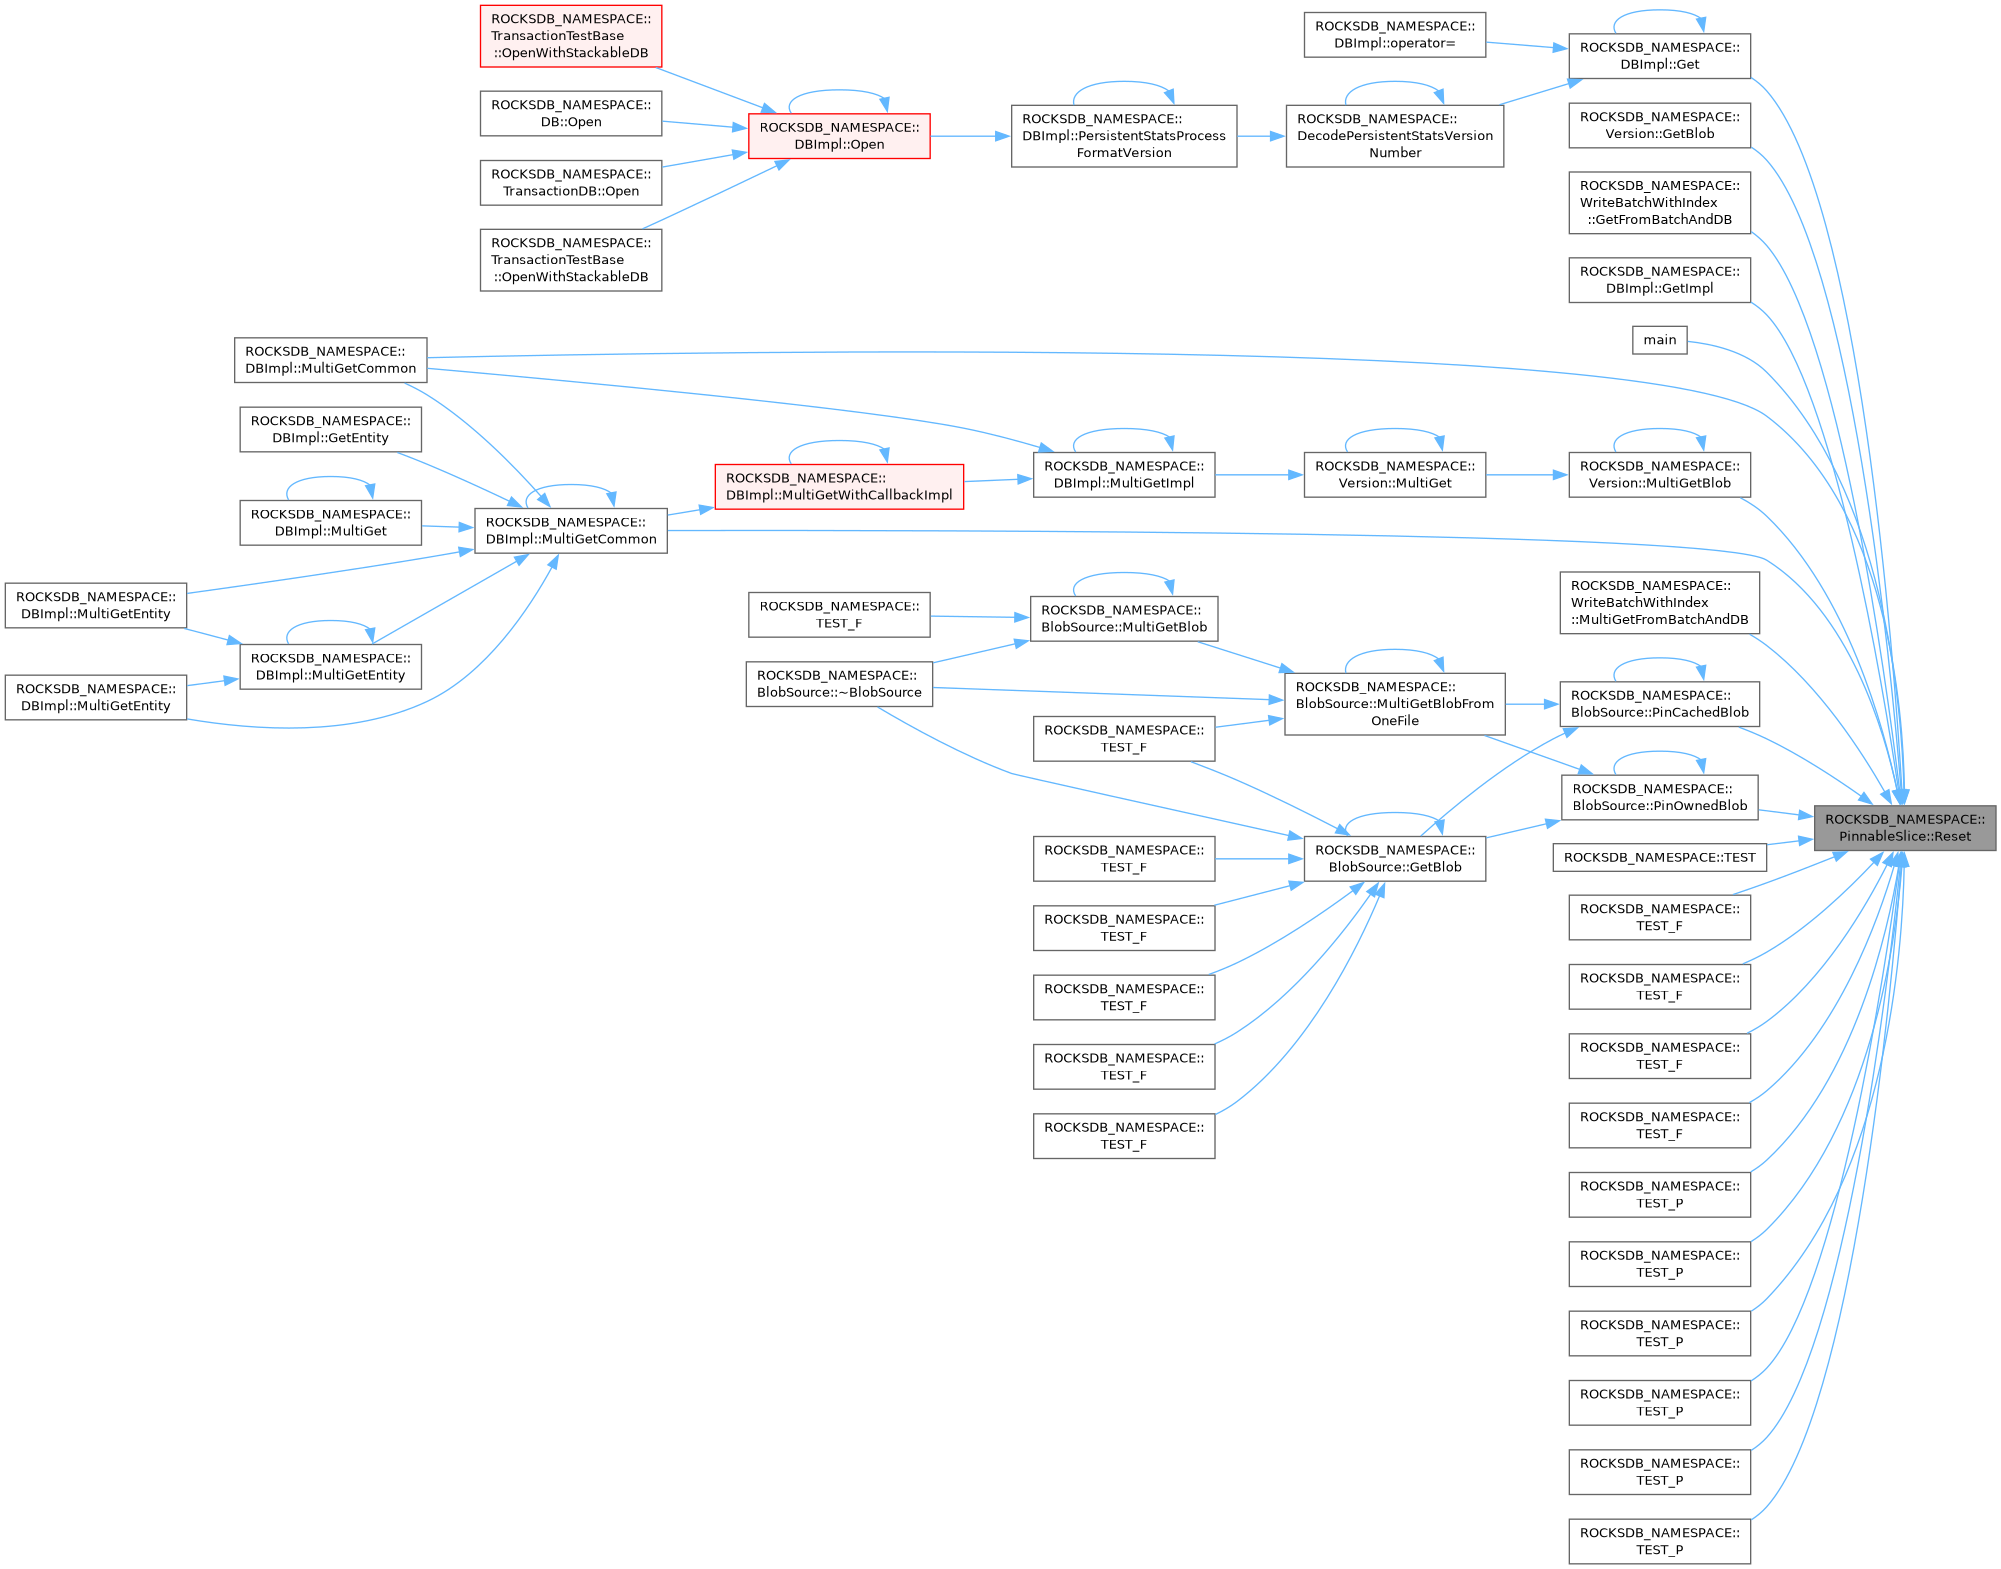 ROCKSDB_NAMESPACE::
TransactionTestBase
::OpenWithStackableDB
ROCKSDB_NAMESPACE::
DB::Open
ROCKSDB_NAMESPACE::
TransactionDB::Open
ROCKSDB_NAMESPACE::
TransactionTestBase
::OpenWithStackableDB
ROCKSDB_NAMESPACE::
DBImpl::Open
ROCKSDB_NAMESPACE::
DBImpl::PersistentStatsProcess
FormatVersion
ROCKSDB_NAMESPACE::
DecodePersistentStatsVersion
Number
ROCKSDB_NAMESPACE::
DBImpl::operator=
ROCKSDB_NAMESPACE::
DBImpl::Get
ROCKSDB_NAMESPACE::
Version::GetBlob
ROCKSDB_NAMESPACE::
WriteBatchWithIndex
::GetFromBatchAndDB
ROCKSDB_NAMESPACE::
DBImpl::GetImpl
main
ROCKSDB_NAMESPACE::
DBImpl::MultiGetCommon
ROCKSDB_NAMESPACE::
DBImpl::GetEntity
ROCKSDB_NAMESPACE::
DBImpl::MultiGet
ROCKSDB_NAMESPACE::
DBImpl::MultiGetEntity
ROCKSDB_NAMESPACE::
DBImpl::MultiGetEntity
ROCKSDB_NAMESPACE::
DBImpl::MultiGetEntity
ROCKSDB_NAMESPACE::
DBImpl::MultiGetCommon
ROCKSDB_NAMESPACE::
DBImpl::MultiGetWithCallbackImpl
ROCKSDB_NAMESPACE::
DBImpl::MultiGetImpl
ROCKSDB_NAMESPACE::
Version::MultiGet
ROCKSDB_NAMESPACE::
Version::MultiGetBlob
ROCKSDB_NAMESPACE::
TEST_F
ROCKSDB_NAMESPACE::
BlobSource::~BlobSource
ROCKSDB_NAMESPACE::
BlobSource::MultiGetBlob
ROCKSDB_NAMESPACE::
BlobSource::MultiGetBlobFrom
OneFile
ROCKSDB_NAMESPACE::
WriteBatchWithIndex
::MultiGetFromBatchAndDB
ROCKSDB_NAMESPACE::
BlobSource::PinCachedBlob
ROCKSDB_NAMESPACE::
BlobSource::PinOwnedBlob
ROCKSDB_NAMESPACE::
PinnableSlice::Reset
ROCKSDB_NAMESPACE::
TEST_F
ROCKSDB_NAMESPACE::
BlobSource::GetBlob
ROCKSDB_NAMESPACE::
TEST_F
ROCKSDB_NAMESPACE::
TEST_F
ROCKSDB_NAMESPACE::
TEST_F
ROCKSDB_NAMESPACE::
TEST_F
ROCKSDB_NAMESPACE::
TEST_F
ROCKSDB_NAMESPACE::TEST
ROCKSDB_NAMESPACE::
TEST_F
ROCKSDB_NAMESPACE::
TEST_F
ROCKSDB_NAMESPACE::
TEST_F
ROCKSDB_NAMESPACE::
TEST_F
ROCKSDB_NAMESPACE::
TEST_P
ROCKSDB_NAMESPACE::
TEST_P
ROCKSDB_NAMESPACE::
TEST_P
ROCKSDB_NAMESPACE::
TEST_P
ROCKSDB_NAMESPACE::
TEST_P
ROCKSDB_NAMESPACE::
TEST_P